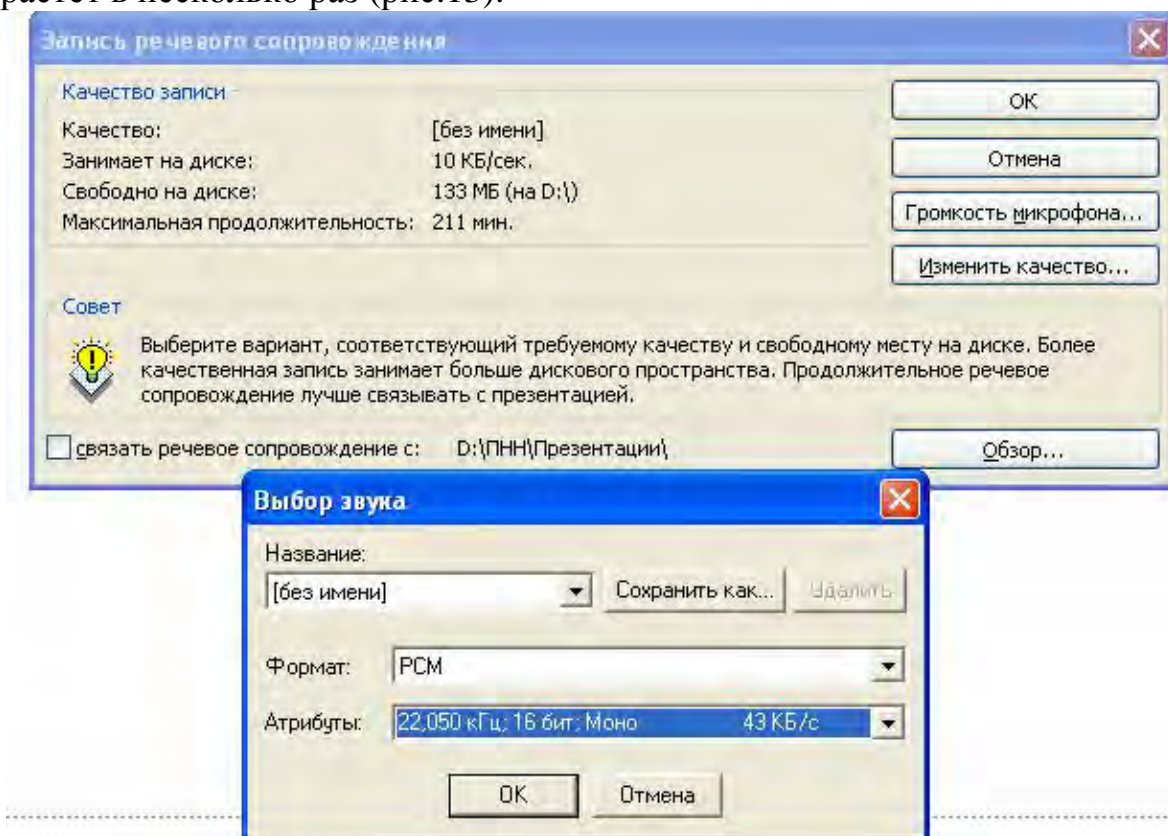 растет в несколько раз (рис.13).
Запись речевого сопровождения
Качество записи
Качество: [без имени]
Занимает на диске: 10 КБ/сек.
Свободно на диске: 133 МБ (на D:\)
Максимальная продолжительность: 211 мин.
ОК
Отмена
Громкость микрофона...
Изменить качество...
Совет
Выберите вариант, соответствующий требуемому качеству и свободному месту на диске. Более
качественная запись занимает больше дискового пространства. Продолжительное речевое
сопровождение лучше связывать с презентацией.
связать речевое сопровождение с: D:\ПНН\Презентации\
Обзор...
Выбор звука
Название:
[без имени] Сохранить как... Удалить
Формат: PCM
Атрибуты: 22,050 кГц; 16 бит; Моно 43 КБ/с
ОК Отмена